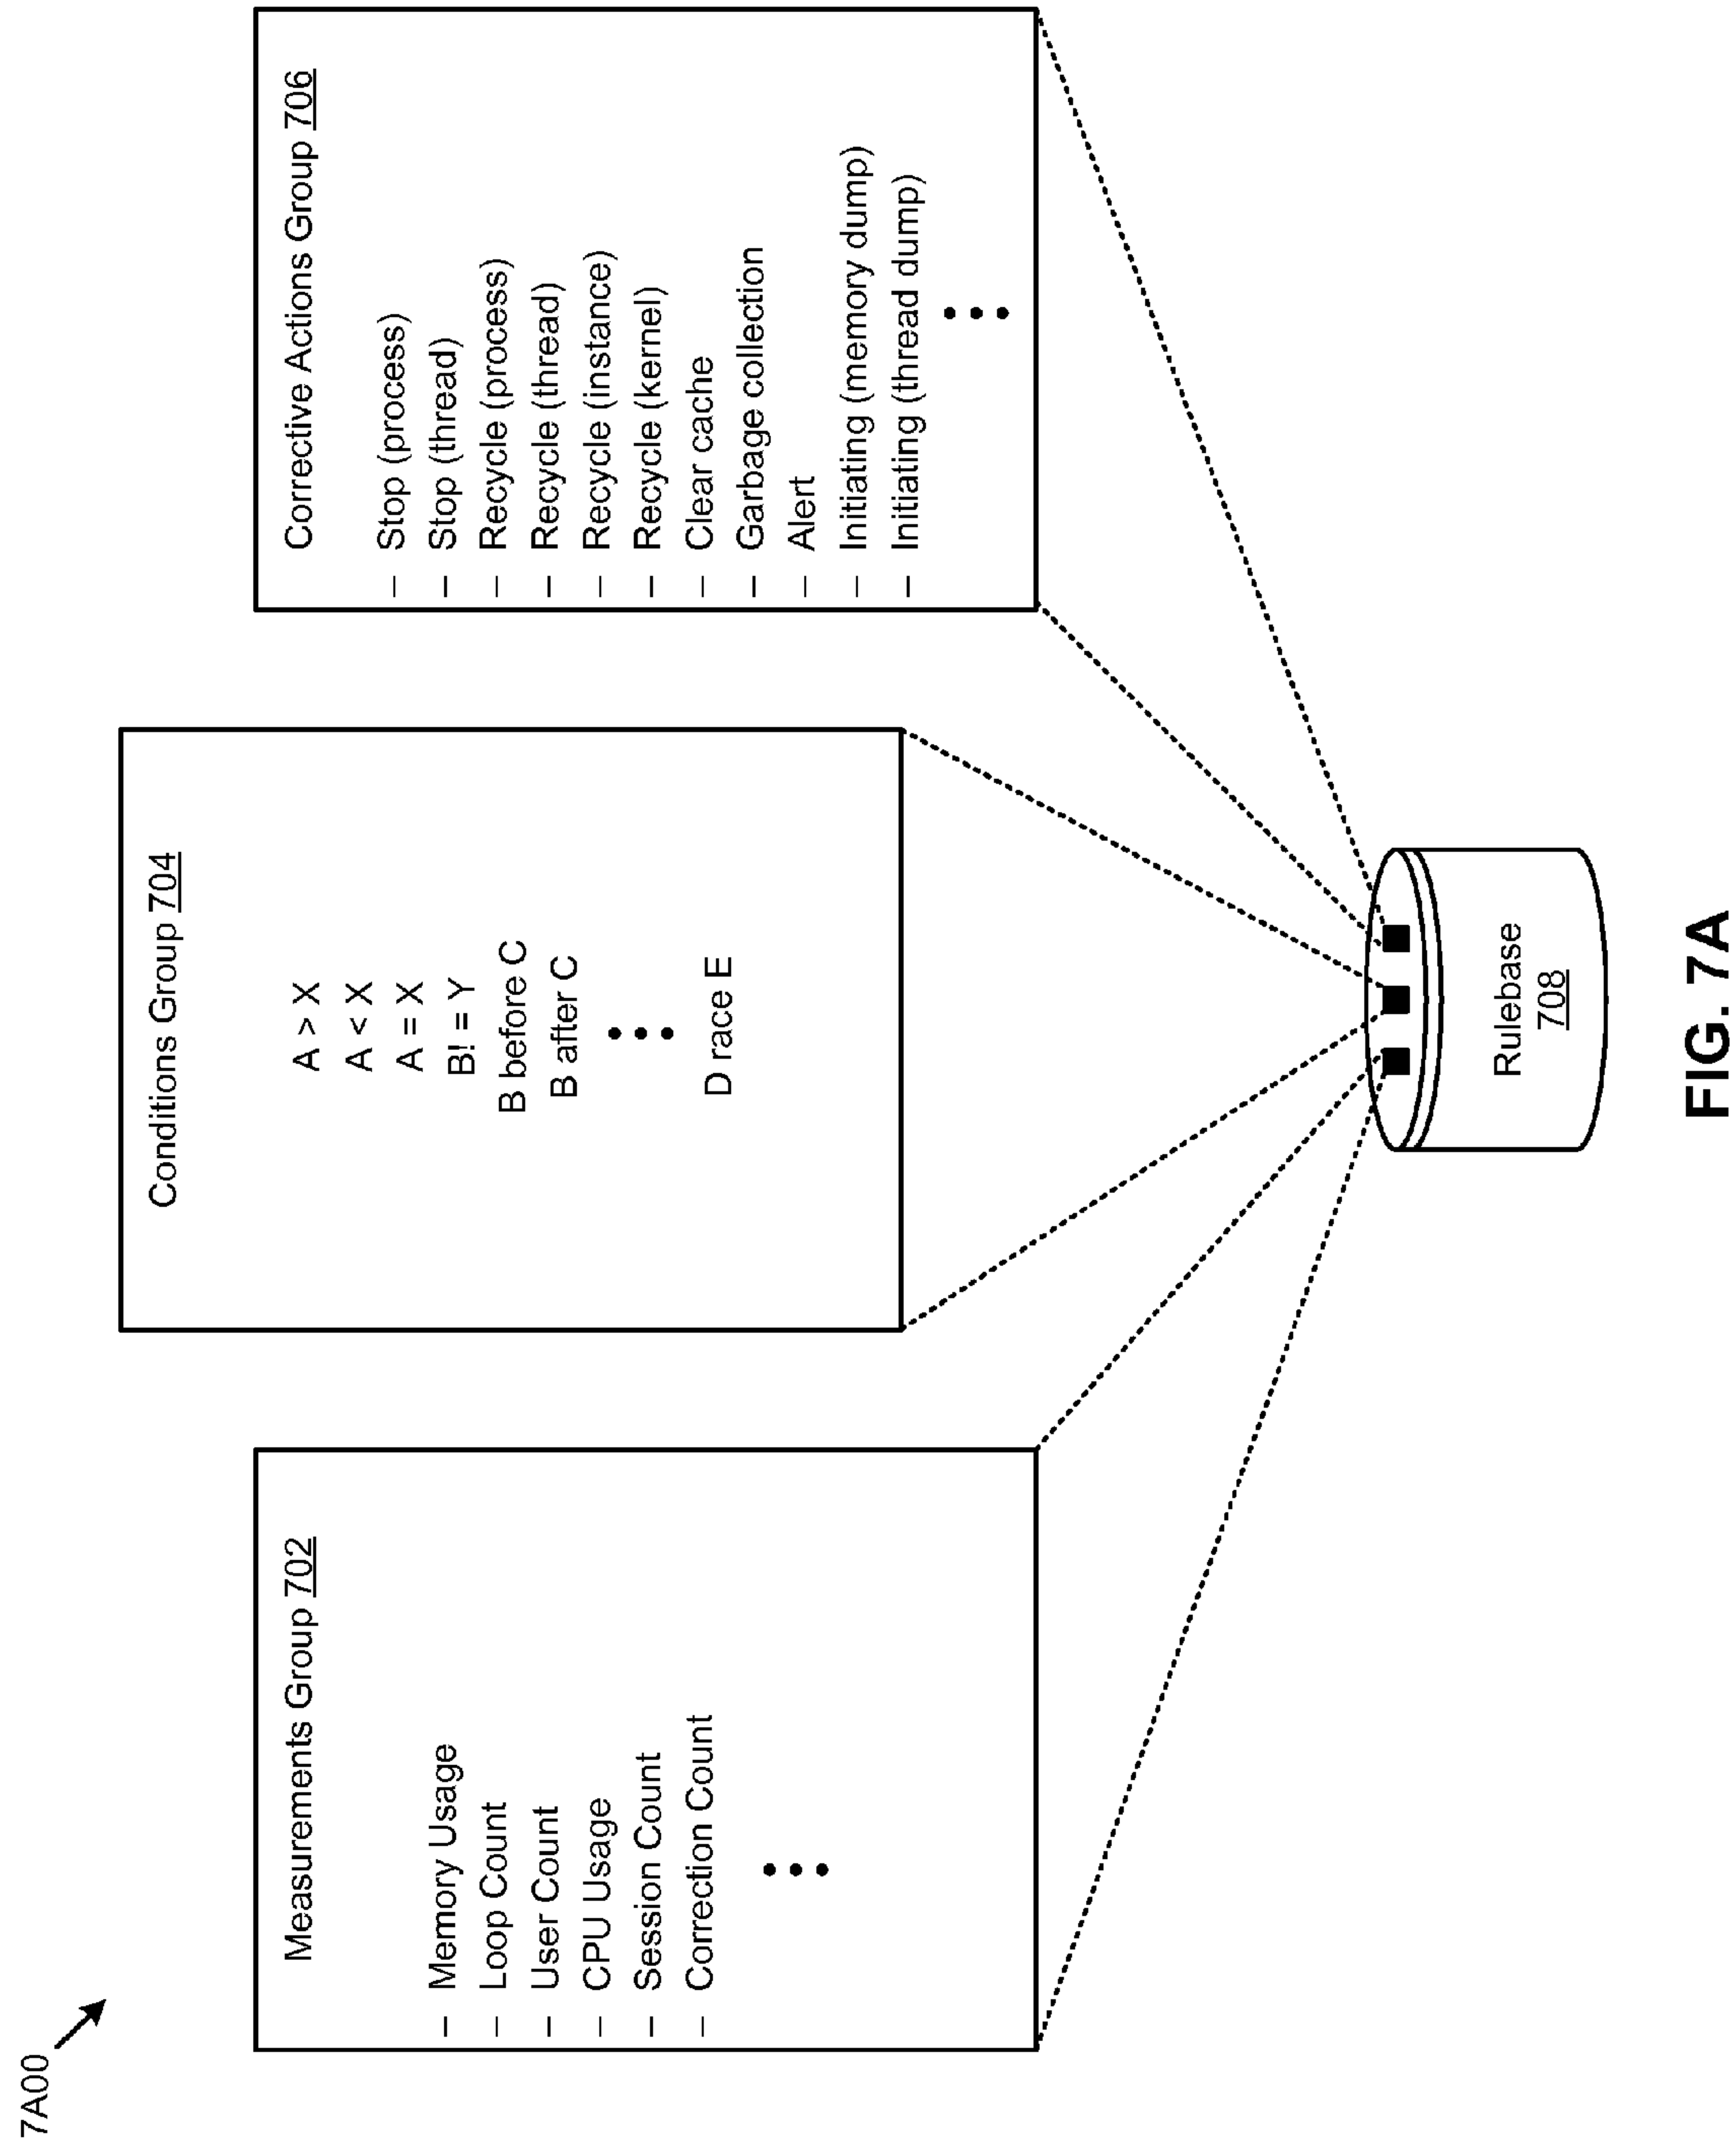 7A00
Measurements Group 702
– Memory Usage
– Loop Count
– User Count
– CPU Usage
– Session Count
– Correction Count
Conditions Group 704
A > X
A < X
A = X
B! = Y
B before C
B after C
D race E
Corrective Actions Group 706
– Stop (process)
– Stop (thread)
– Recycle (process)
– Recycle (thread)
– Recycle (instance)
– Recycle (kernel)
– Clear cache
– Garbage collection
– Alert
– Initiating (memory dump)
– Initiating (thread dump)
Rulebase
708
FIG. 7A